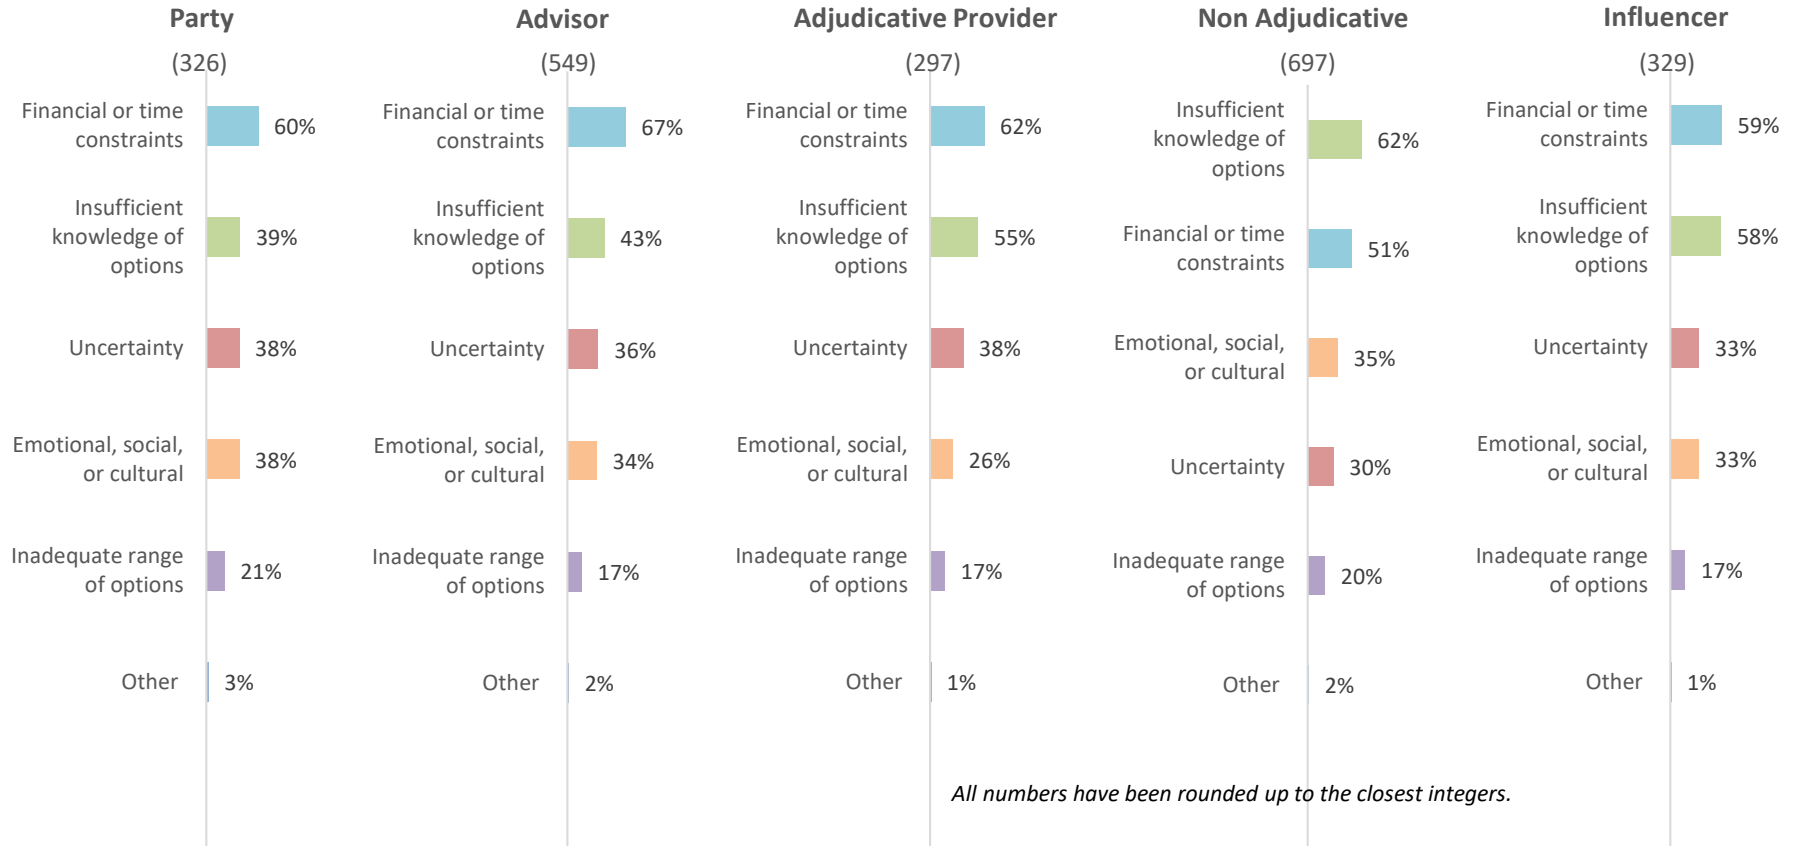 Party
(326)
Financial or time
constraints
60%
Insufficient
knowledge of
options
39%
Uncertainty
38%
Emotional, social,
or cultural
38%
Inadequate range
of options
21%
Other
3%
Advisor
(549)
Financial or time
constraints
67%
Insufficient
knowledge of
options
43%
Uncertainty
36%
Emotional, social,
or cultural
34%
Inadequate range
of options
17%
Other
2%
Adjudicative Provider
(297)
Financial or time
constraints
62%
Insufficient
knowledge of
options
55%
Uncertainty
38%
Emotional, social,
or cultural
26%
Inadequate range
of options
17%
Other
1%
Non Adjudicative
(697)
Insufficient
knowledge of
options
62%
Financial or time
constraints
51%
Emotional, social,
or cultural
35%
Uncertainty
30%
Inadequate range
of options
20%
Other
2%
Influencer
(329)
Financial or time
constraints
59%
Insufficient
knowledge of
options
58%
Uncertainty
33%
Emotional, social,
or cultural
33%
Inadequate range
of options
17%
Other
1%
All numbers have been rounded up to the closest integers.